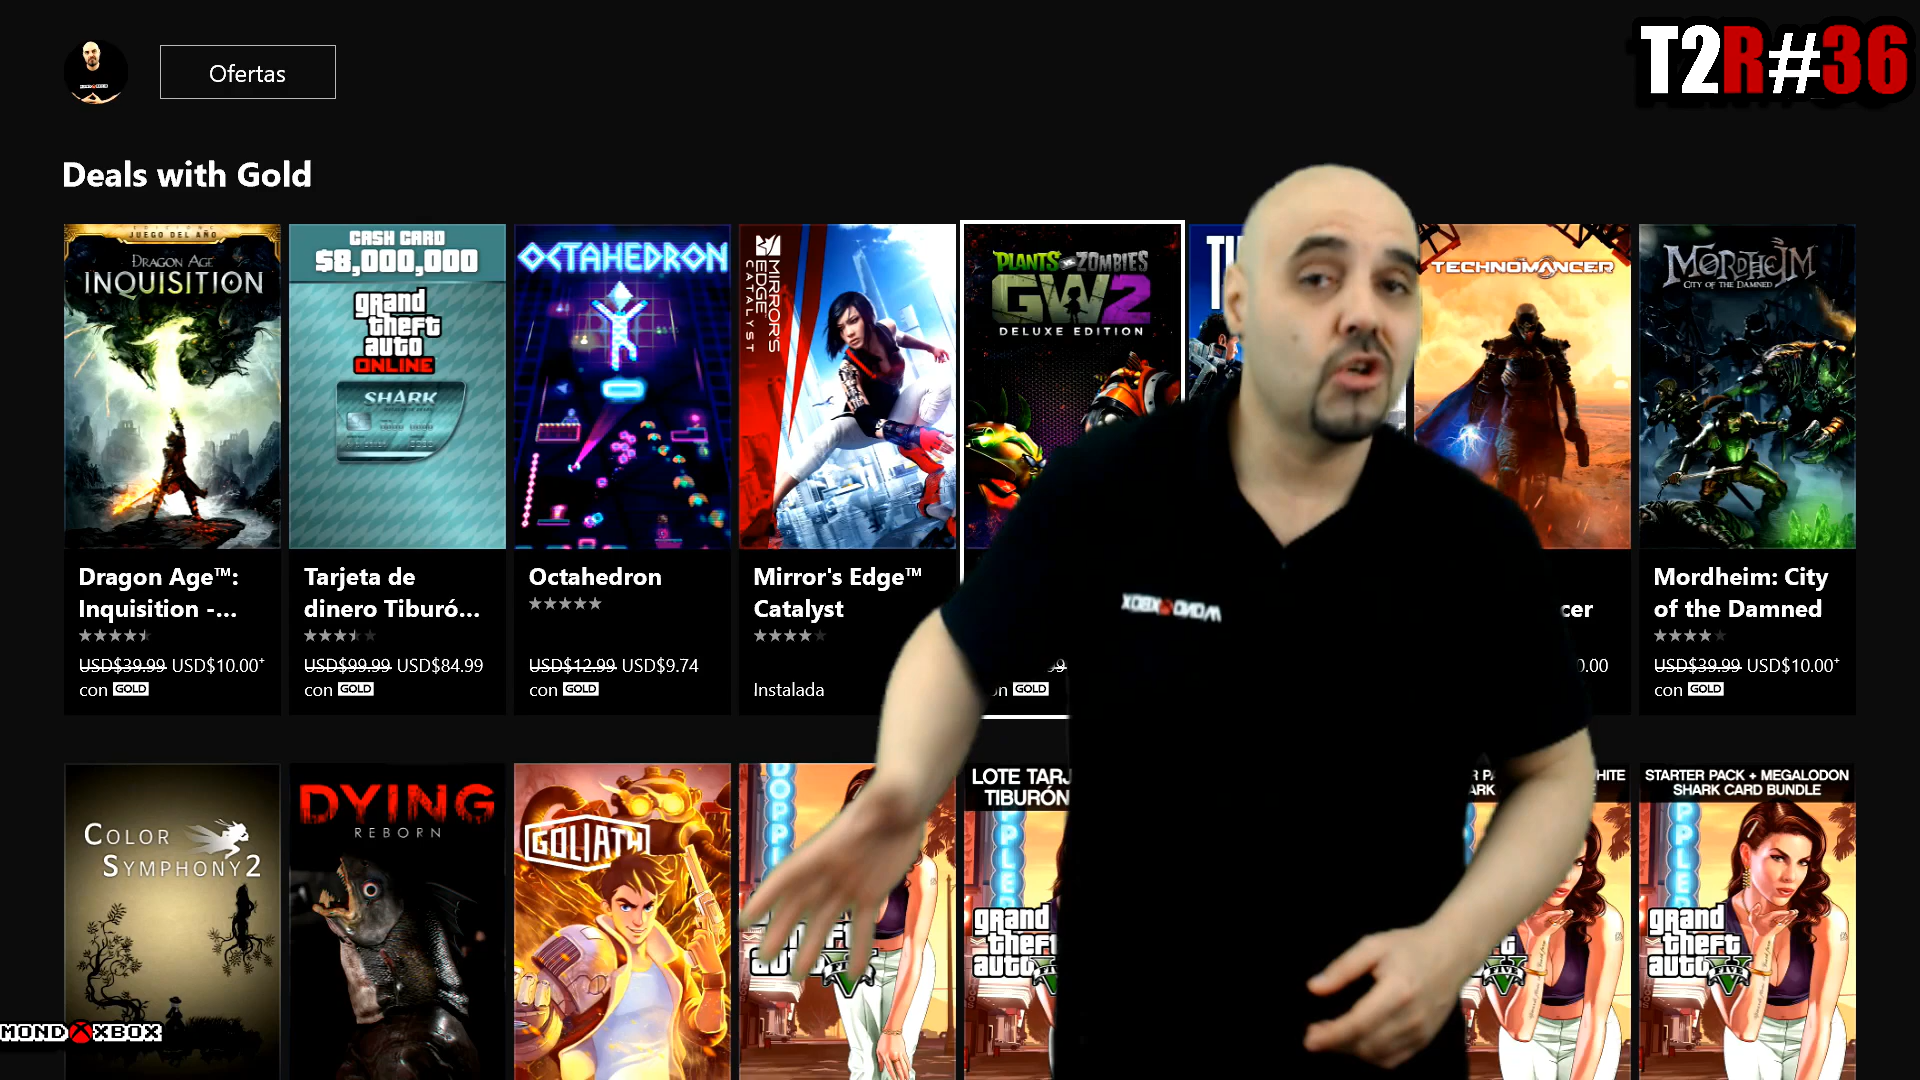 T2R#36
Ofertas
Deals with Gold
JUEGO DEL AÑO
DRAGON AGE
INQUISITION
CASH CARD
$8,000,000
grand
theft
auto
ONLINE
SHARK
OCTAHEDRON
MIRROR'S
EDGE
CATALYST
PLANTS vs. ZOMBIES
GW2
DELUXE EDITION
TECHNOMANCER
MORDHEIM
CITY OF THE DAMNED
Dragon Age™:
Inquisition -...
USD$39.99 USD$10.00+
con GOLD
Tarjeta de
dinero Tiburó...
USD$99.99 USD$84.99
con GOLD
Octahedron
USD$12.99 USD$9.74
con GOLD
Mirror's Edge™
Catalyst
Instalada
GOLD
Mordheim: City
of the Damned
USD$39.99 USD$10.00+
con GOLD
MONDOXBOX
COLOR
SYMPHONY 2
DYING
REBORN
GOLIATH
LOTE TARJ
TIBURÓN
grand
theft
auto
STARTER PACK + MEGALODON
SHARK CARD BUNDLE
grand
theft
auto
FIVE
MONDOXBOX